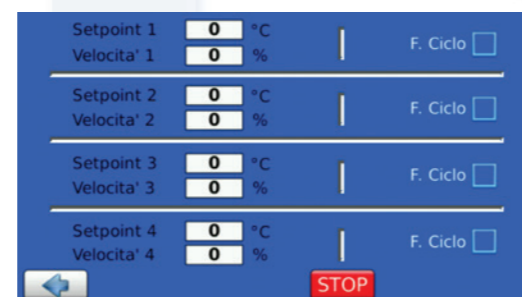 Setpoint 1 0 °C
Velocita' 1 0 %
F. Ciclo
Setpoint 2 0 °C
Velocita' 2 0 %
F. Ciclo
Setpoint 3 0 °C
Velocita' 3 0 %
F. Ciclo
Setpoint 4 0 °C
Velocita' 4 0 %
F. Ciclo
STOP